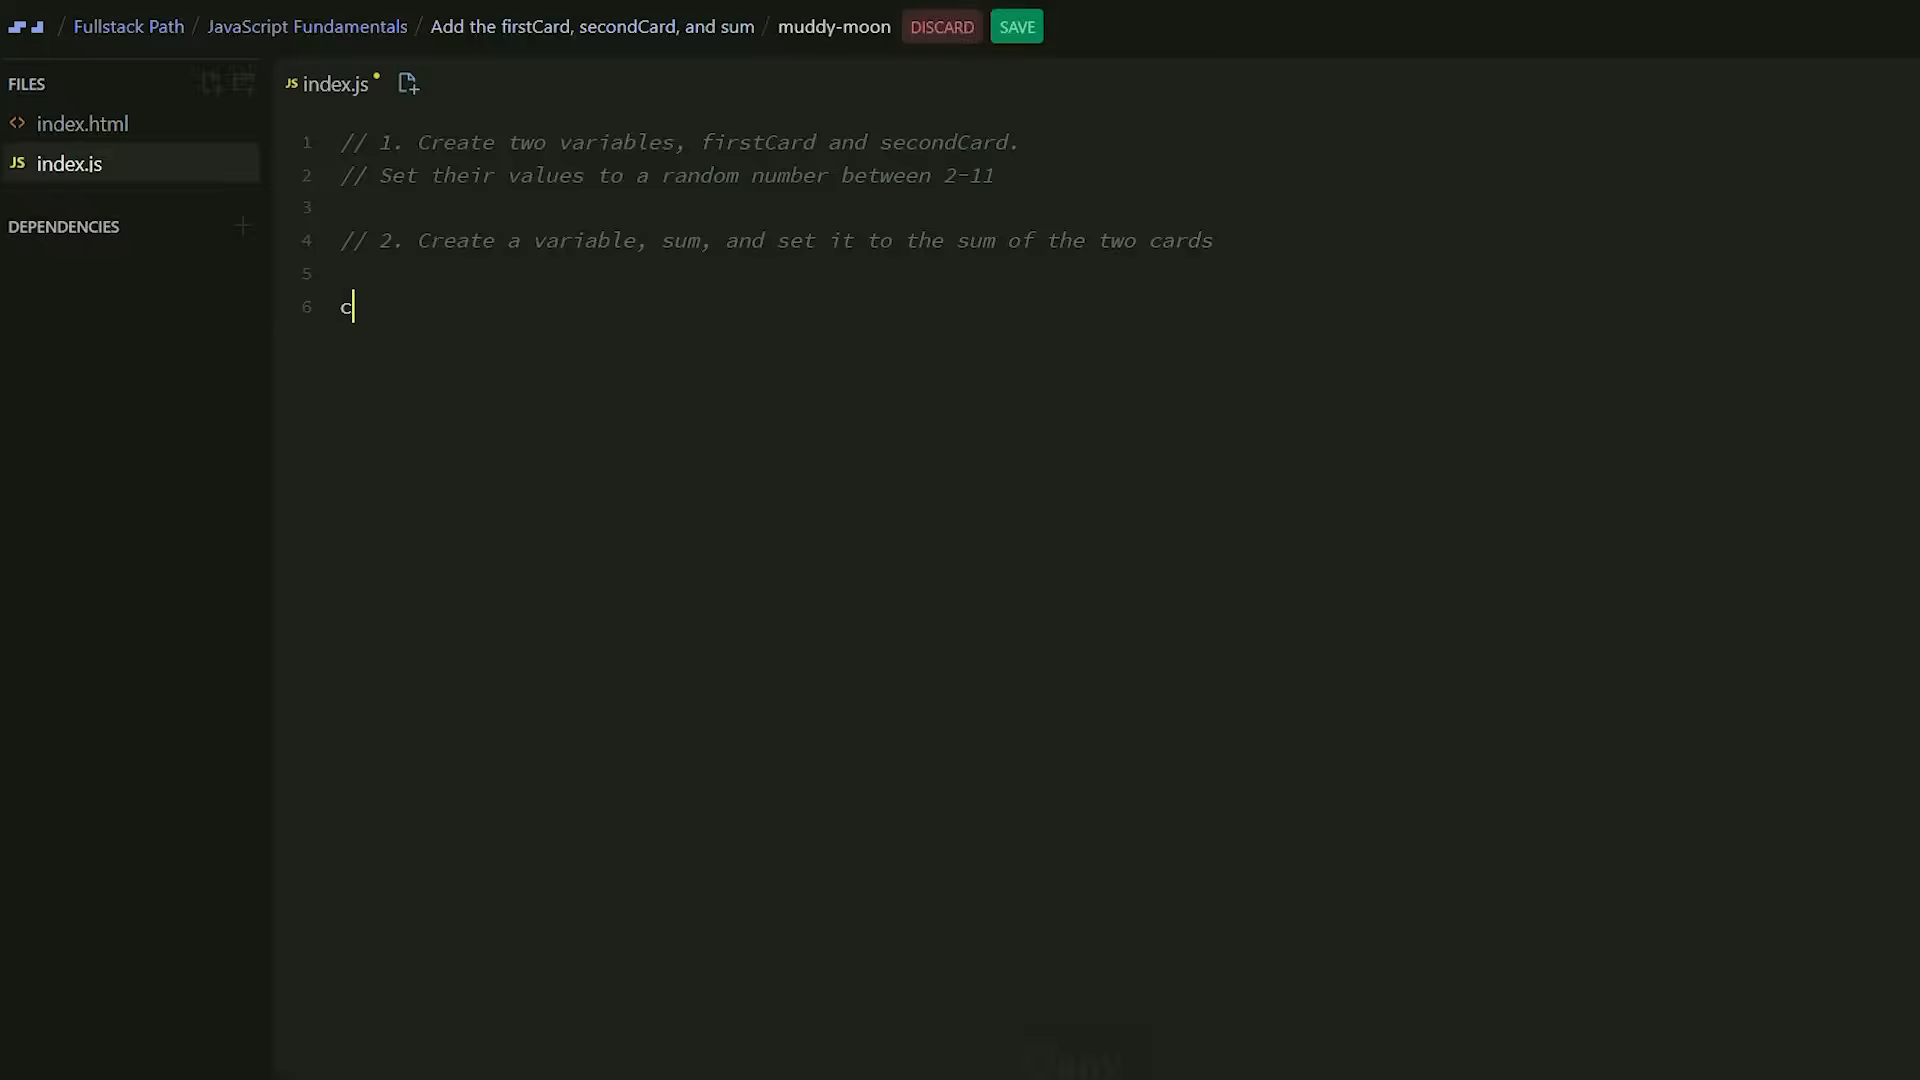 / Fullstack Path / JavaScript Fundamentals / Add the firstCard, secondCard, and sum / muddy-moon DISCARD SAVE
FILES
<> index.html
JS index.js
DEPENDENCIES
JS index.js
1 // 1. Create two variables, firstCard and secondCard.
2 // Set their values to a random number between 2-11
3
4 // 2. Create a variable, sum, and set it to the sum of the two cards
5
6 c